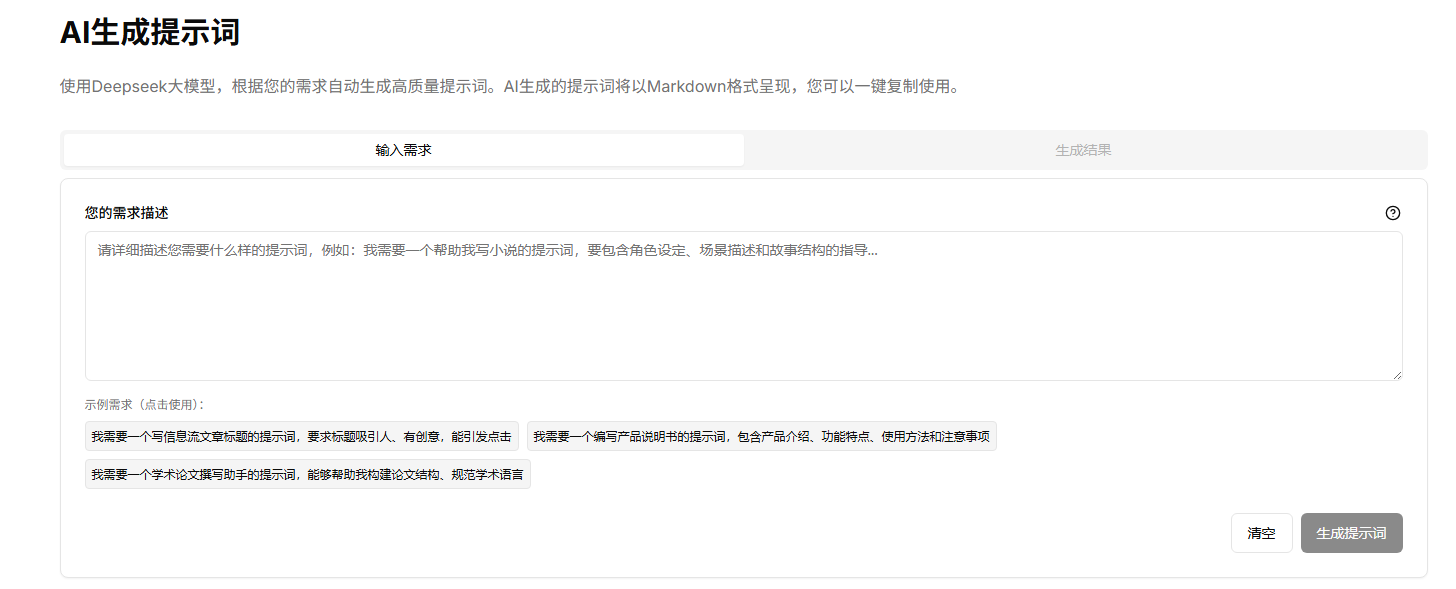 AI生成提示词
使用Deepseek大模型，根据您的需求自动生成高质量提示词。AI生成的提示词将以Markdown格式呈现，您可以一键复制使用。
输入需求
生成结果
您的需求描述
请详细描述您需要什么样的提示词，例如：我需要一个帮助我写小说的提示词，要包含角色设定、场景描述和故事结构的指导...
示例需求（点击使用）：
我需要一个写信息流文章标题的提示词，要求标题吸引人、有创意，能引发点击
我需要一个编写产品说明书的提示词，包含产品介绍、功能特点、使用方法和注意事项
我需要一个学术论文撰写助手的提示词，能够帮助我构建论文结构、规范学术语言
清空
生成提示词